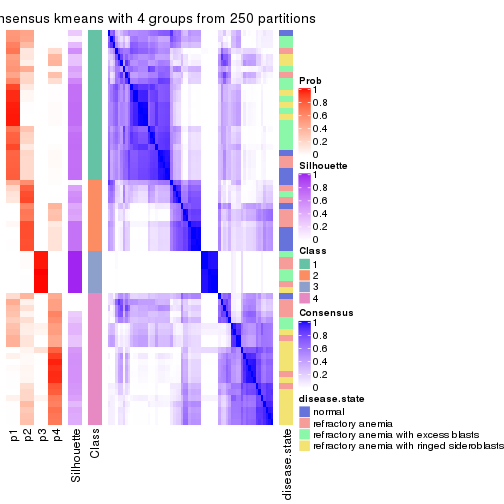 nsensus kmeans with 4 groups from 250 partitions
Prob
1
0.8
0.6
0.4
0.2
0
Silhouette
1
0.8
0.6
0.4
0.2
0
Class
1
2
3
4
Consensus
1
0.8
0.6
0.4
0.2
0
disease.state
normal
refractory anemia
refractory anemia with excess blasts
refractory anemia with ringed sideroblasts
p1
p2
p3
p4
Silhouette
Class
disease.state